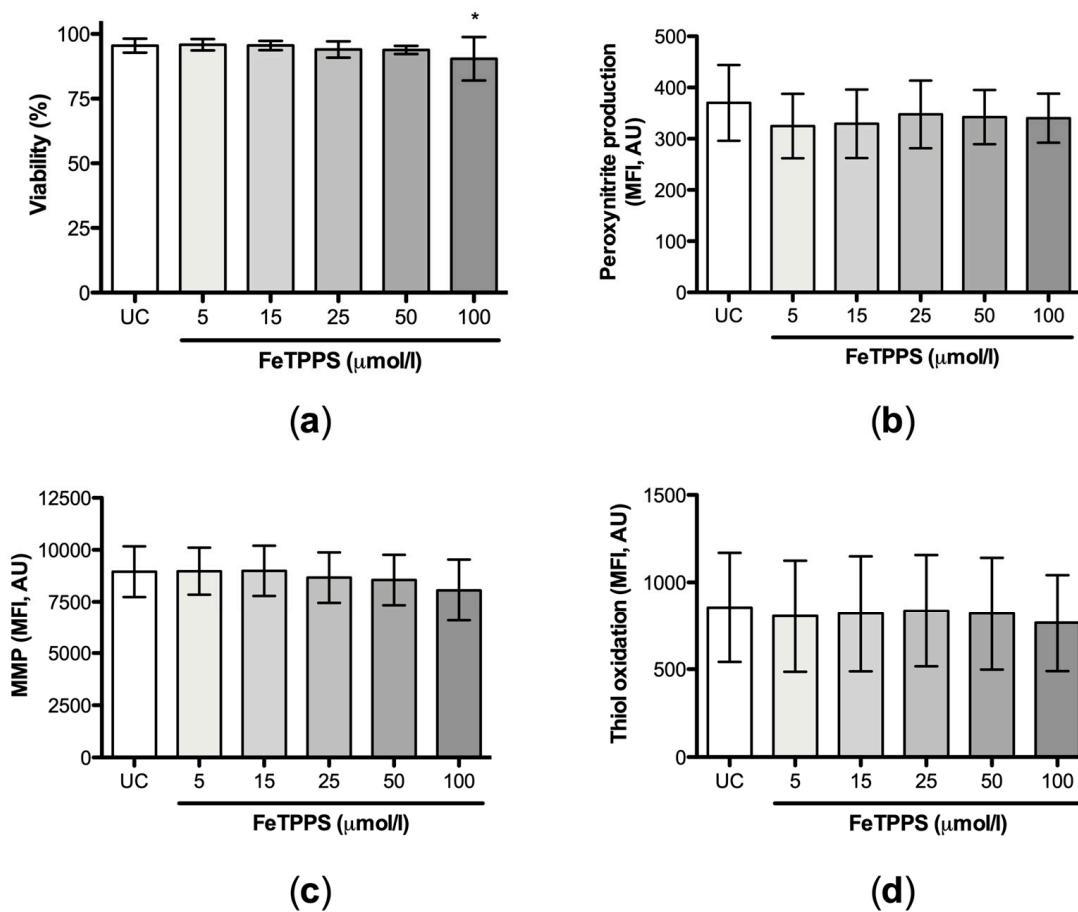 *
100
75
50
25
0
Viability (%)
UC
5
15
25
50
100
FeTPPS (μmol/l)
(a)
500
400
300
200
100
0
Peroxynitrite production
(MFI, AU)
UC
5
15
25
50
100
FeTPPS (μmol/l)
(b)
12500
10000
7500
5000
2500
0
MMP (MFI, AU)
UC
5
15
25
50
100
FeTPPS (μmol/l)
(c)
1500
1000
500
0
Thiol oxidation (MFI, AU)
UC
5
15
25
50
100
FeTPPS (μmol/l)
(d)